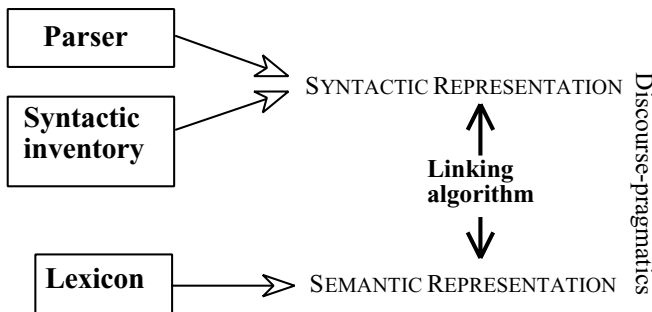 Parser
SYNTACTIC REPRESENTATION
Syntactic
inventory
Linking
algorithm
Discourse-pragmatics
Lexicon
SEMANTIC REPRESENTATION